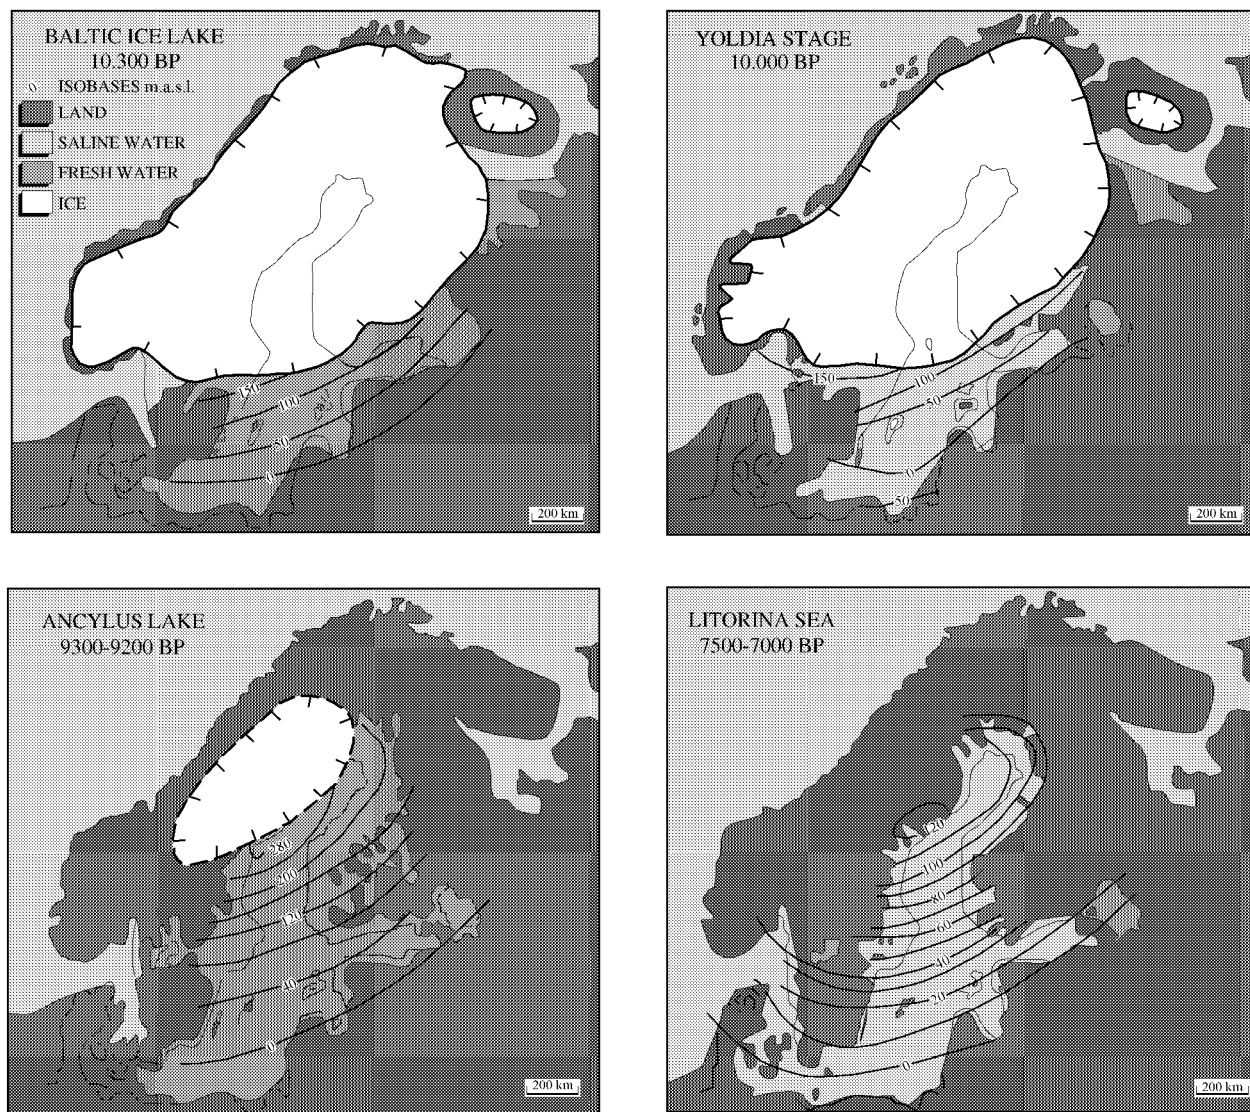 BALTIC ICE LAKE
10.300 BP
0 ISOBASES m.a.s.l.
LAND
SALINE WATER
FRESH WATER
ICE
150
100
50
0
200 km
YOLDIA STAGE
10.000 BP
150
100
50
0
-50
200 km
ANCYLUS LAKE
9300-9200 BP
280
200
120
40
0
200 km
LITORINA SEA
7500-7000 BP
120
100
80
60
40
20
0
200 km